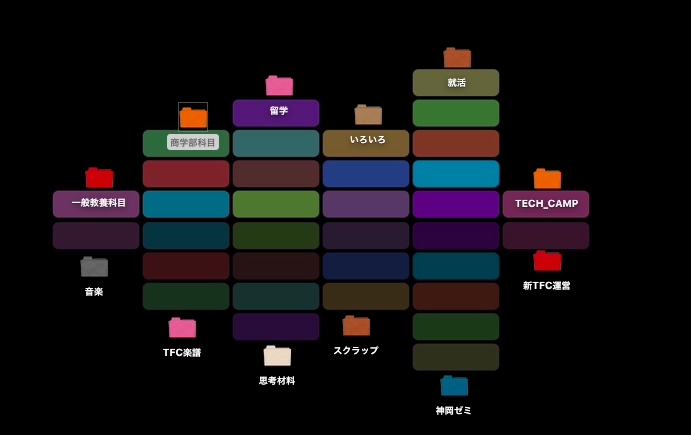 就活
留学
商学部科目
いろいろ
一般教養科目
TECH_CAMP
音楽
新TFC運営
TFC楽譜
スクラップ
思考材料
神岡ゼミ